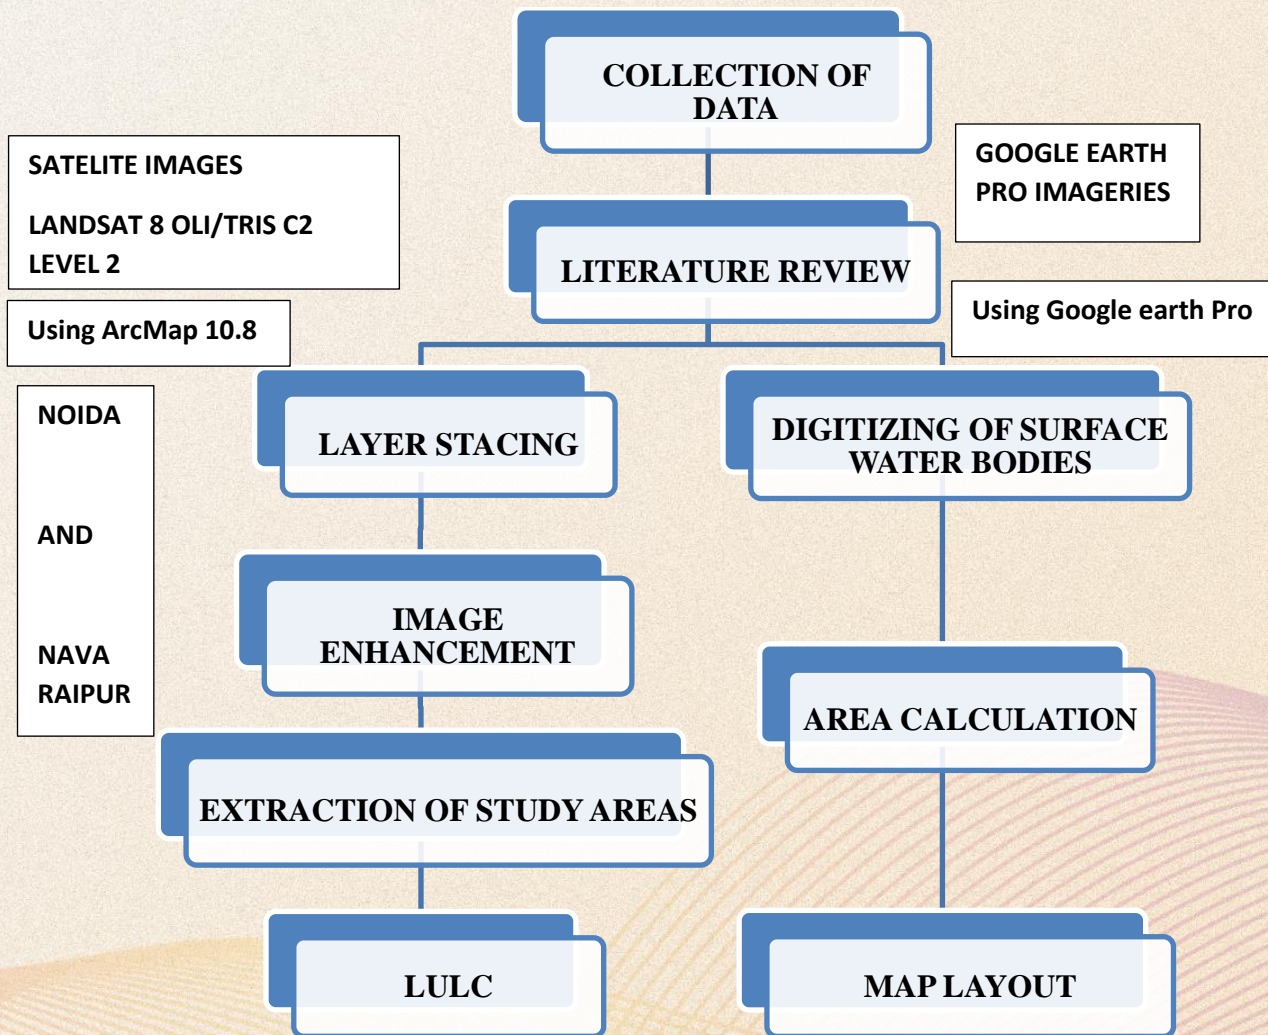 COLLECTION OF
DATA
SATELITE IMAGES
LANDSAT 8 OLI/TRIS C2
LEVEL 2
GOOGLE EARTH
PRO IMAGERIES
LITERATURE REVIEW
Using ArcMap 10.8
Using Google earth Pro
NOIDA
AND
NAVA
RAIPUR
LAYER STACING
DIGITIZING OF SURFACE
WATER BODIES
IMAGE
ENHANCEMENT
AREA CALCULATION
EXTRACTION OF STUDY AREAS
LULC
MAP LAYOUT